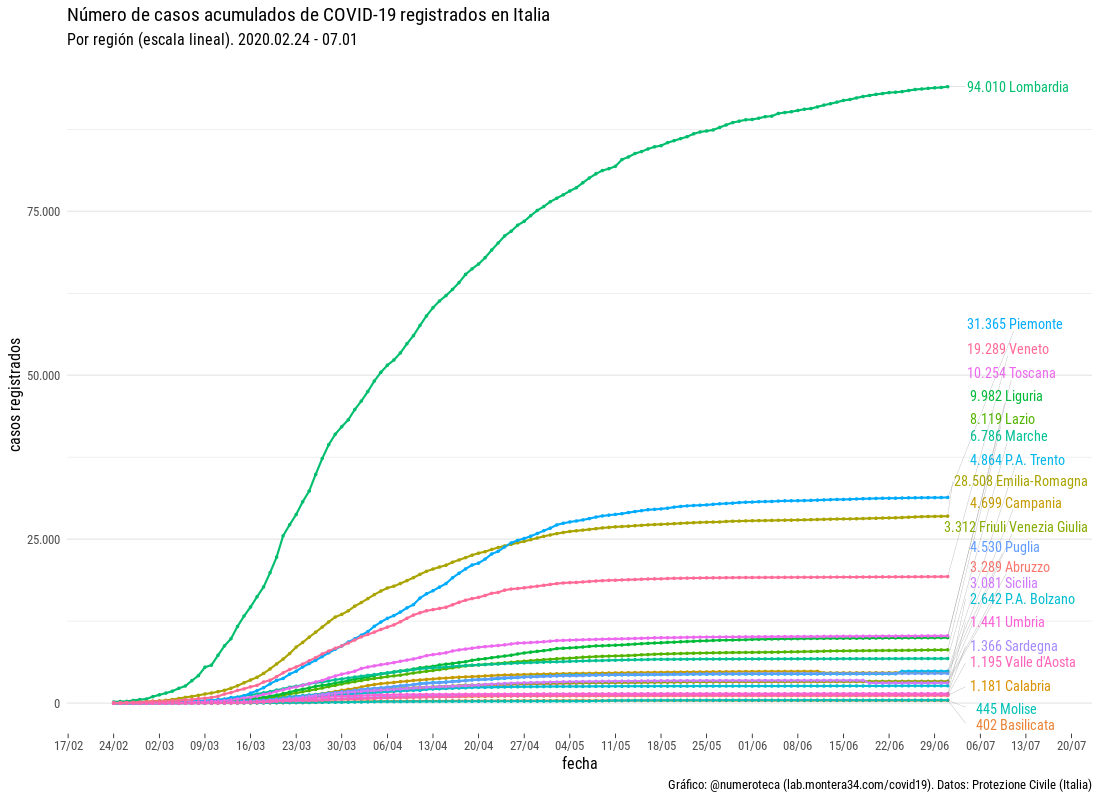 Número de casos acumulados de COVID-19 registrados en Italia
Por región (escala lineal). 2020.02.24 - 07.01
casos registrados
75.000
50.000
25.000
0
94.010 Lombardia
31.365 Piemonte
19.289 Veneto
10.254 Toscana
9.982 Liguria
8.119 Lazio
6.786 Marche
4.864 P.A. Trento
28.508 Emilia-Romagna
4.699 Campania
3.312 Friuli Venezia Giulia
4.530 Puglia
3.289 Abruzzo
3.081 Sicilia
2.642 P.A. Bolzano
1.441 Umbria
1.366 Sardegna
1.195 Valle d'Aosta
1.181 Calabria
445 Molise
402 Basilicata
17/02 24/02 02/03 09/03 16/03 23/03 30/03 06/04 13/04 20/04 27/04 04/05 11/05 18/05 25/05 01/06 08/06 15/06 22/06 29/06 06/07 13/07 20/07
fecha
Gráfico: @numeroteca (lab.montera34.com/covid19). Datos: Protezione Civile (Italia)